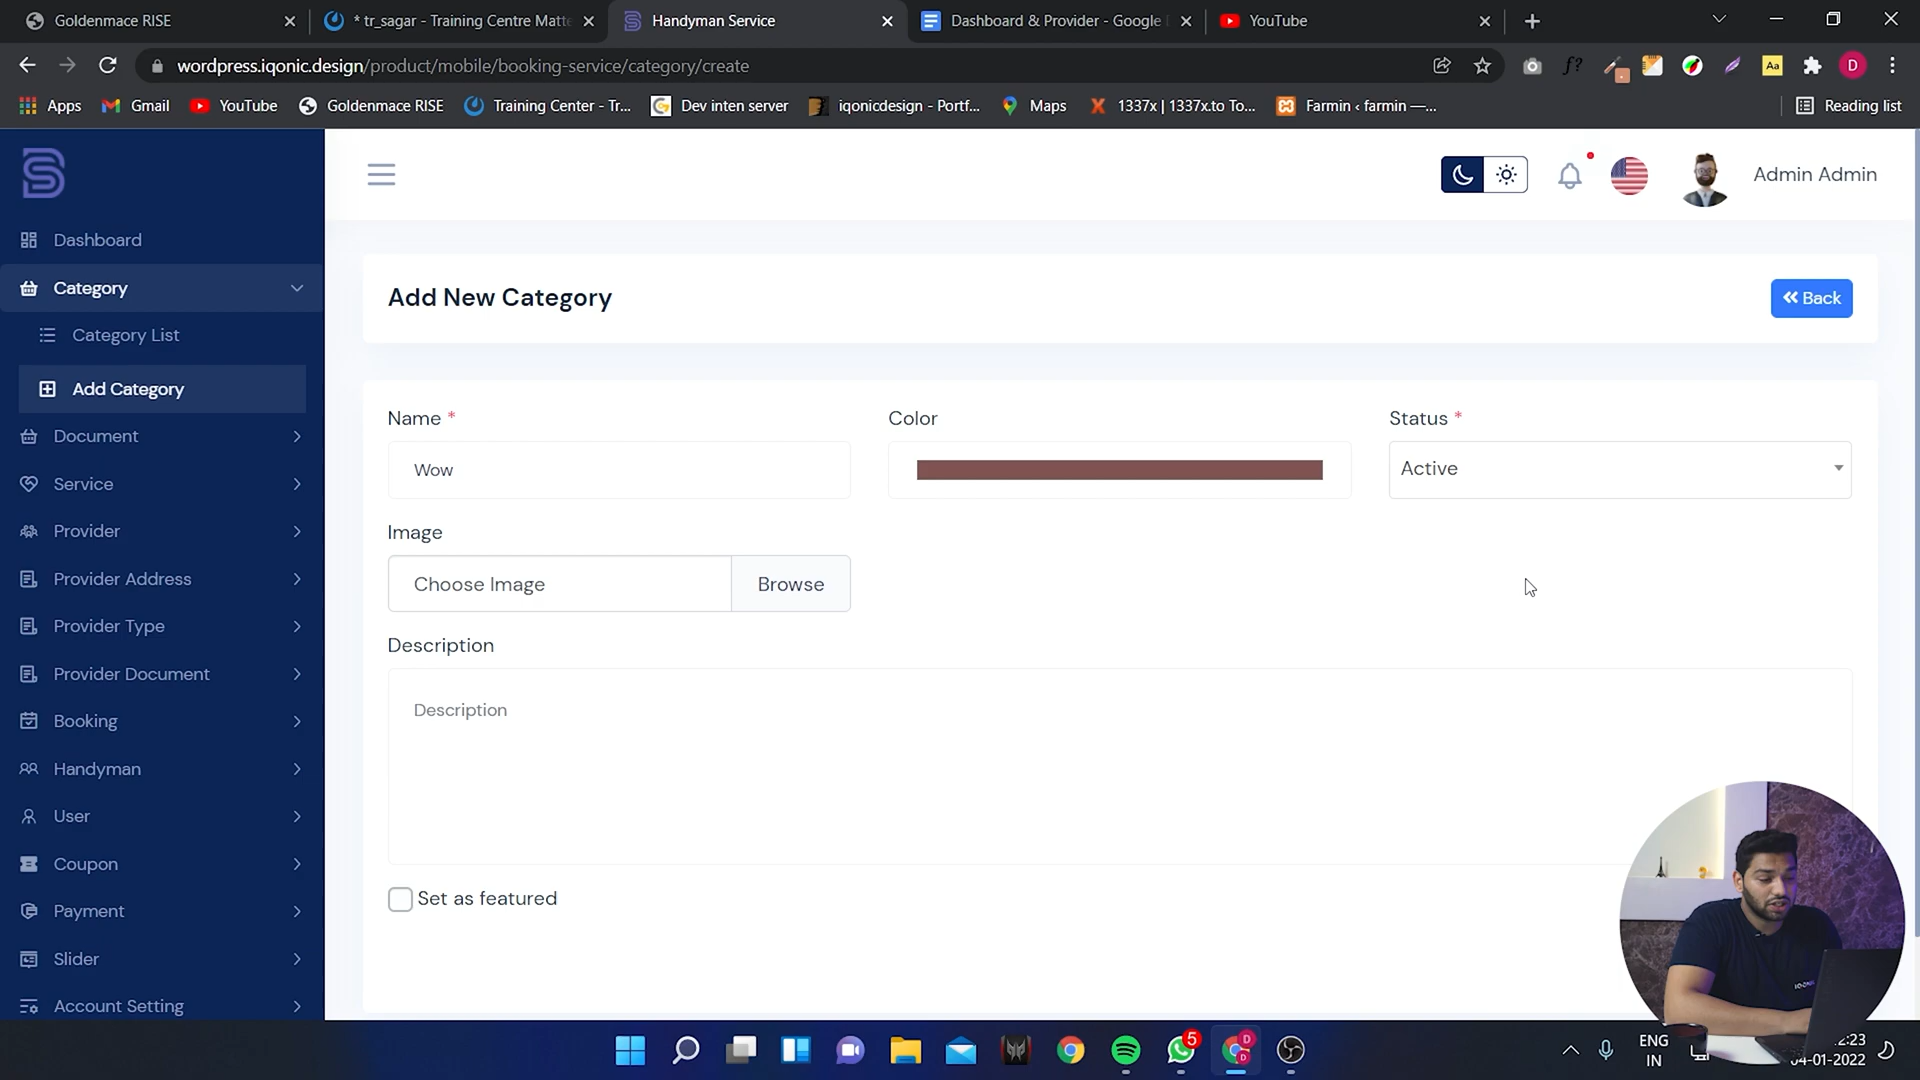 Goldenmace RISE
* tr_sagar - Training Centre Matte
Handyman Service
Dashboard & Provider - Google
YouTube
wordpress.iqonic.design/product/mobile/booking-service/category/create
f?
Aa
D
Apps
Gmail
YouTube
Goldenmace RISE
Training Center - Tr...
Dev inten server
iqonicdesign - Portf...
Maps
1337x | 1337x.to To...
Farmin ‹ farmin —...
Reading list
Admin Admin
Dashboard
Category
Category List
Add Category
Document
Service
Provider
Provider Address
Provider Type
Provider Document
Booking
Handyman
User
Coupon
Payment
Slider
Account Setting
Add New Category
Back
Name *
Color
Status *
Wow
Active
Image
Choose Image
Browse
Description
Description
Set as featured
5
D
D
ENG
IN
:23
04-01-2022